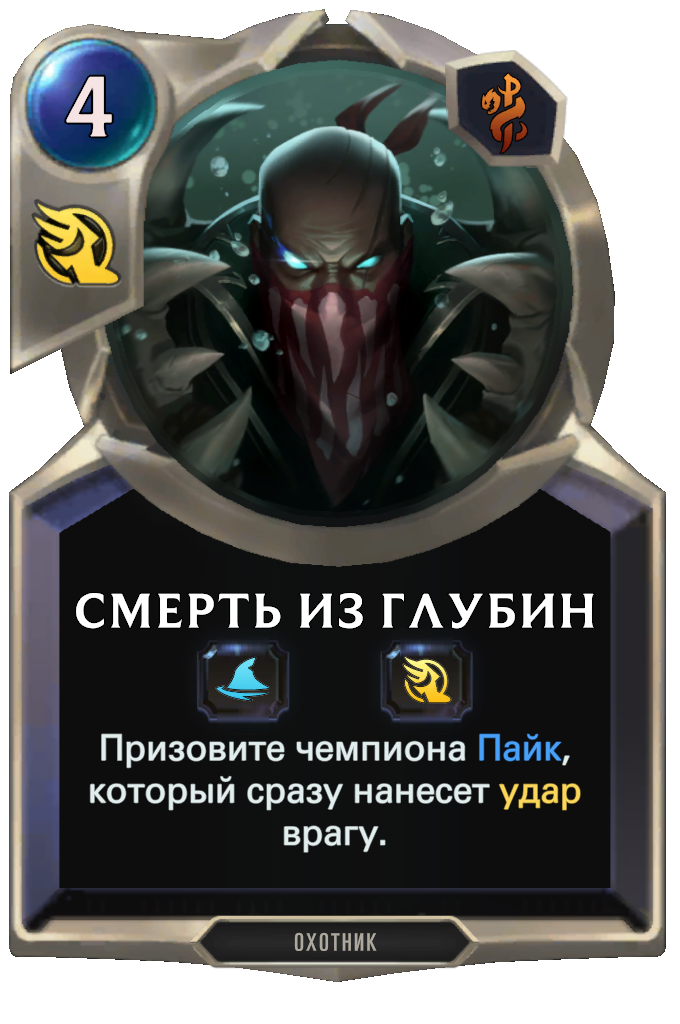 4
СМЕРТЬ ИЗ ГЛУБИН
Призовите чемпиона Пайк,
который сразу нанесет удар
врагу.
ОХОТНИК